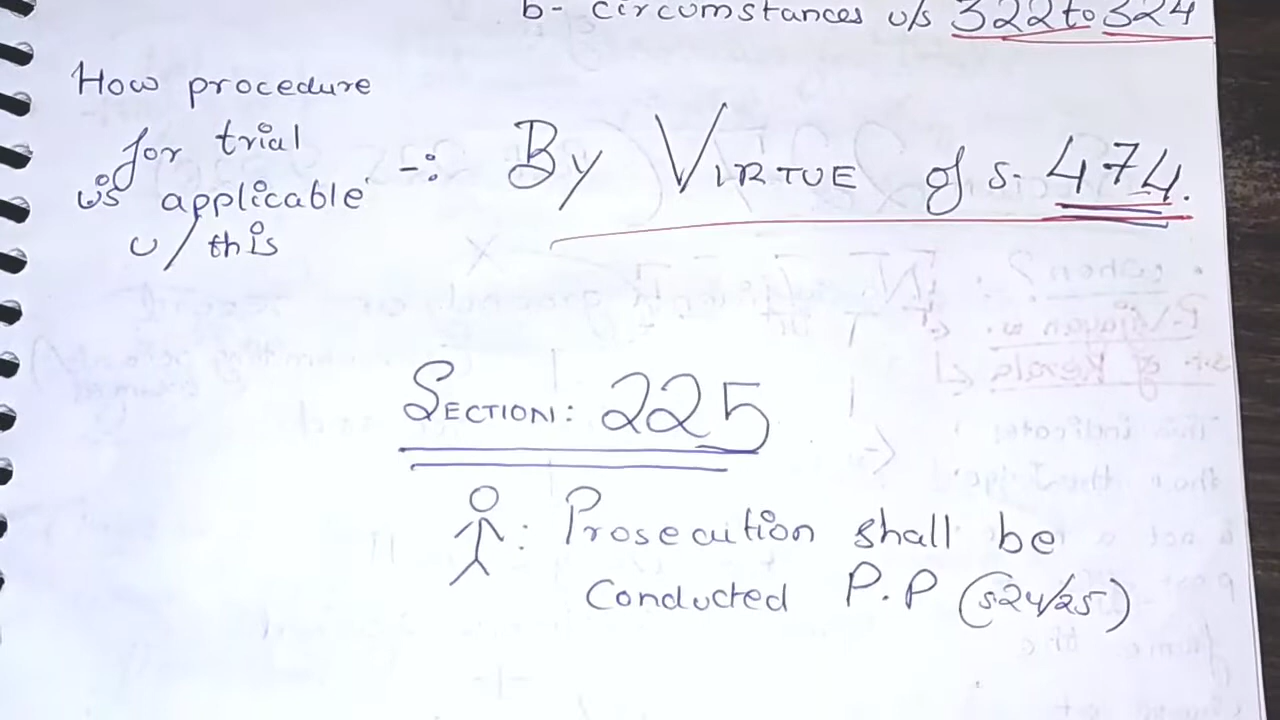 b- circumstances u/s 322 to 324
How procedure
for trial
is applicable
u/this
-: By VIRTUE of s. 474.
SECTION: 225
: Prosecution shall be
Conducted P.P (s24/25)